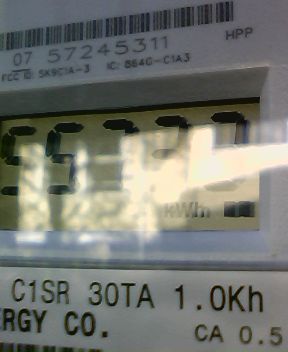 07 57245311
HPP
FCC ID: SK9C1A-3 IC: 864G-C1A3
kWh
C1SR 30TA 1.0Kh
ERGY CO.
CA 0.5